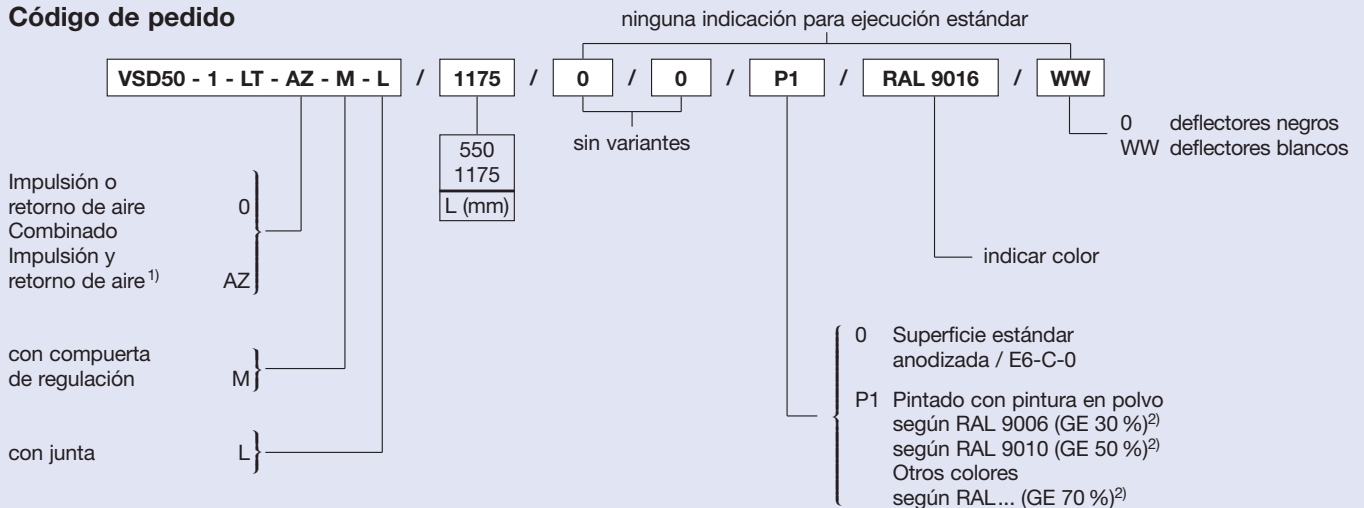 Código de pedido
ninguna indicación para ejecución estándar
VSD50 - 1 - LT - AZ - M - L / 1175 / 0 / 0 / P1 / RAL 9016 / WW
550
1175
L (mm)
sin variantes
0 deflectores negros
WW deflectores blancos
Impulsión o
retorno de aire 0
Combinado
Impulsión y
retorno de aire 1) AZ
indicar color
con compuerta
de regulación M
con junta L
0 Superficie estándar
anodizada / E6-C-0
P1 Pintado con pintura en polvo
según RAL 9006 (GE 30 %)2)
según RAL 9010 (GE 50 %)2)
Otros colores
según RAL... (GE 70 %)2)